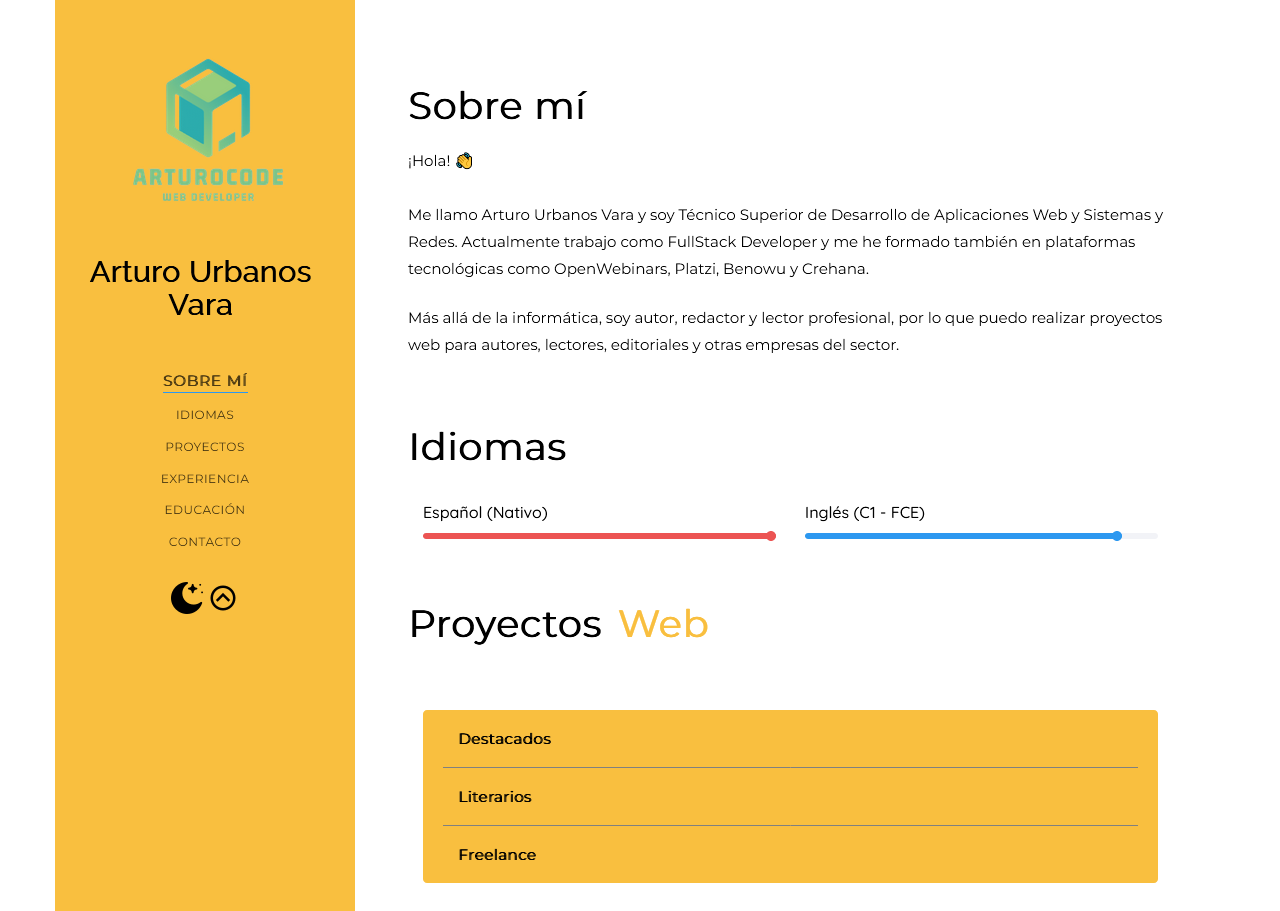 ARTUROCODE
WEB DEVELOPER
Arturo Urbanos
Vara
SOBRE MÍ
IDIOMAS
PROYECTOS
EXPERIENCIA
EDUCACIÓN
CONTACTO
Sobre mí
¡Hola! 👏
Me llamo Arturo Urbanos Vara y soy Técnico Superior de Desarrollo de Aplicaciones Web y Sistemas y
Redes. Actualmente trabajo como FullStack Developer y me he formado también en plataformas
tecnológicas como OpenWebinars, Platzi, Benowu y Crehana.
Más allá de la informática, soy autor, redactor y lector profesional, por lo que puedo realizar proyectos
web para autores, lectores, editoriales y otras empresas del sector.
Idiomas
Español (Nativo)
Inglés (C1 - FCE)
Proyectos Web
Destacados
Literarios
Freelance